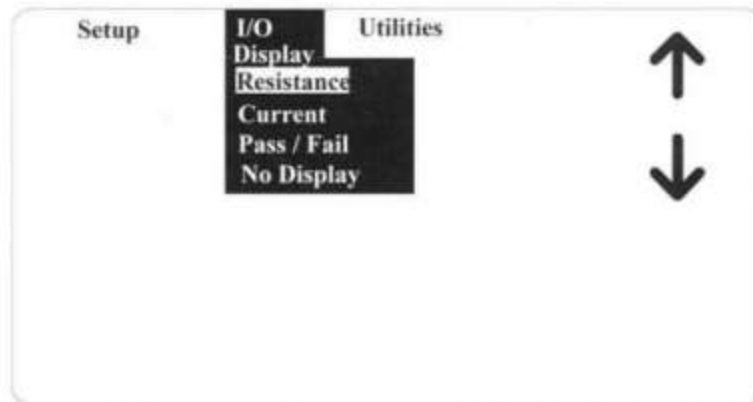 Setup I/O Utilities
Display
Resistance
Current
Pass / Fail
No Display